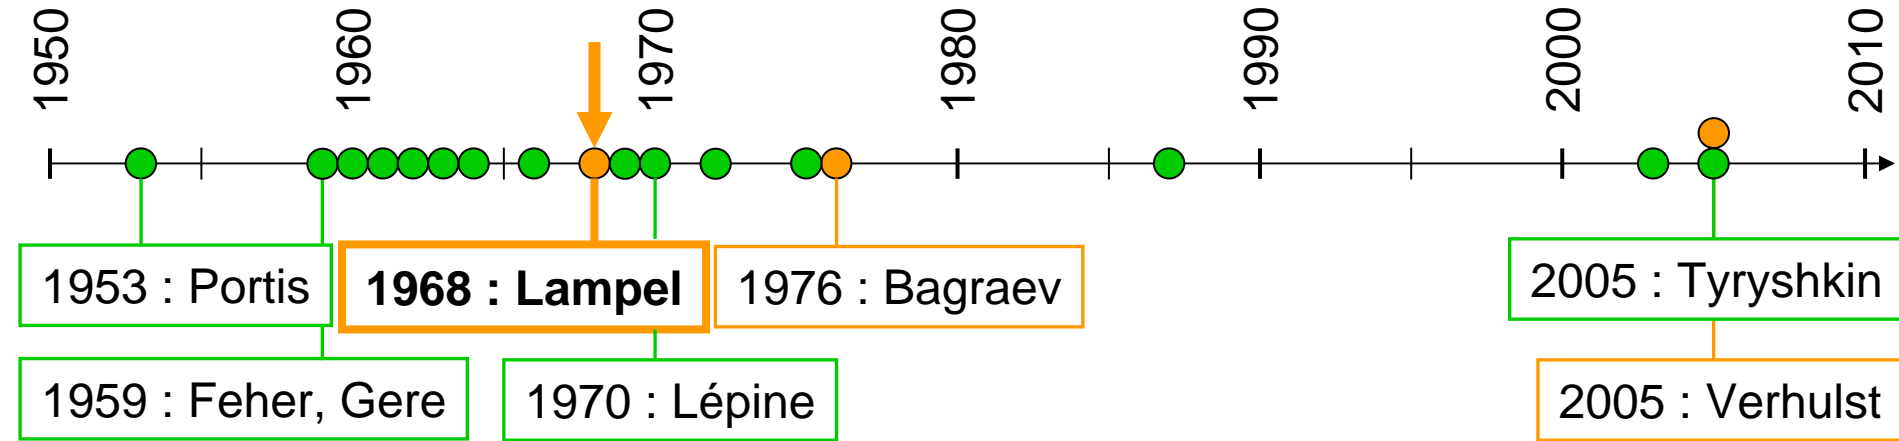 1950
1960
1970
1980
1990
2000
2010
1953 : Portis
1968 : Lampel
1976 : Bagraev
2005 : Tyryshkin
1959 : Feher, Gere
1970 : Lépine
2005 : Verhulst